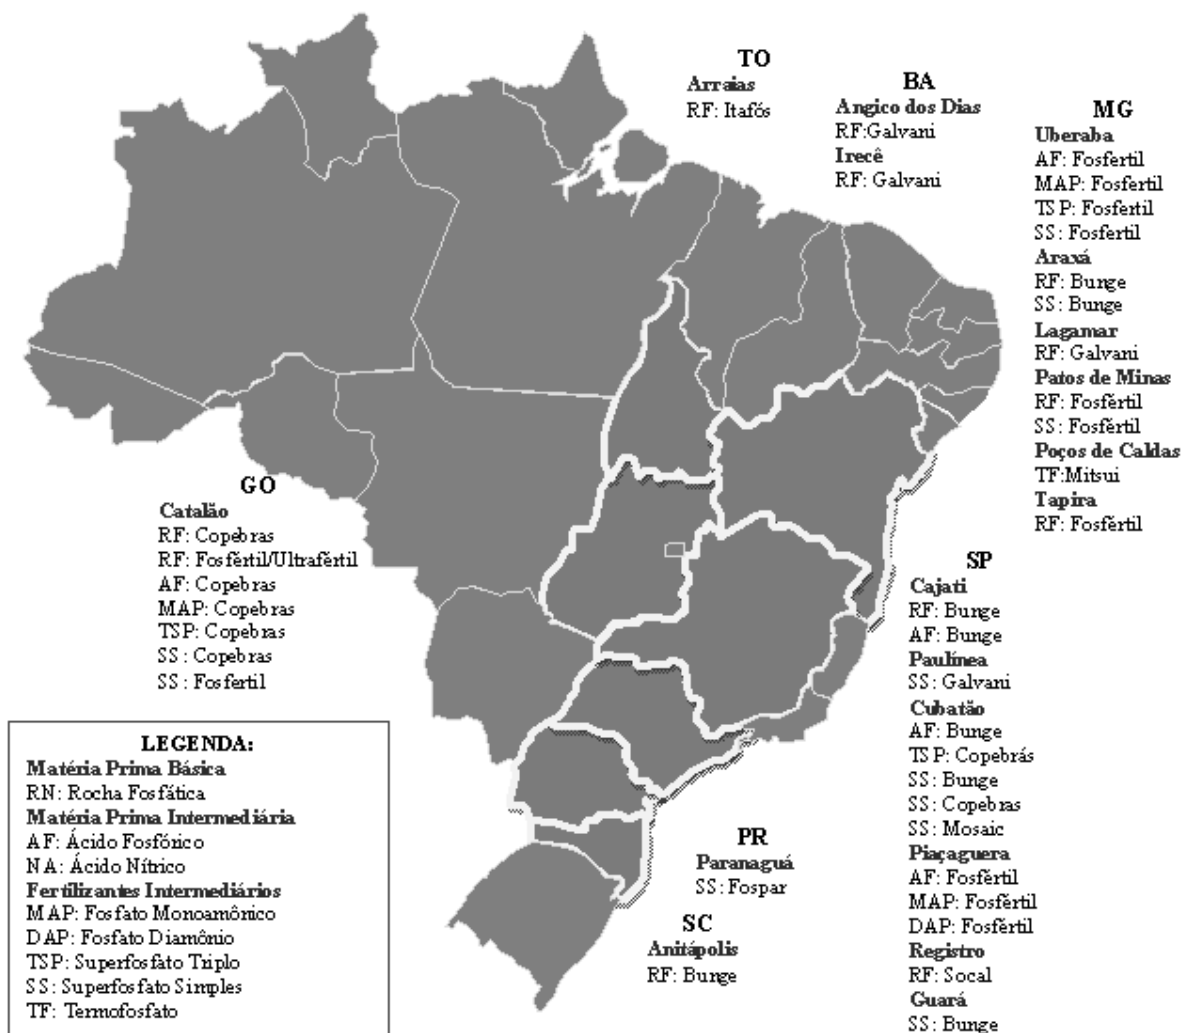 TO
Arraias
RF: Itafós
BA
Angico dos Dias
RF:Galvani
Irecê
RF: Galvani
MG
Uberaba
AF: Fosfertil
MAP: Fosfertil
TSP: Fosfertil
SS: Fosfertil
Araxá
RF: Bunge
SS: Bunge
Lagamar
RF: Galvani
Patos de Minas
RF: Fosfértil
SS: Fosfértil
Poços de Caldas
TF:Mitsui
Tapira
RF: Fosfértil
GO
Catalão
RF: Copebras
RF: Fosfértil/Ultrafértil
AF: Copebras
MAP: Copebras
TSP: Copebras
SS: Copebras
SS: Fosfertil
SP
Cajati
RF: Bunge
AF: Bunge
Paulínea
SS: Galvani
Cubatão
AF: Bunge
TSP: Copebrás
SS: Bunge
SS: Copebras
SS: Mosaic
Piaçaguera
AF: Fosfértil
MAP: Fosfértil
DAP: Fosfértil
Registro
RF: Socal
Guará
SS: Bunge
PR
Paranaguá
SS: Fospar
SC
Anitápolis
RF: Bunge
LEGENDA:
Matéria Prima Básica
RN: Rocha Fosfática
Matéria Prima Intermediária
AF: Ácido Fosfórico
NA: Ácido Nítrico
Fertilizantes Intermediários
MAP: Fosfato Monoamônico
DAP: Fosfato Diamônio
TSP: Superfosfato Triplo
SS: Superfosfato Simples
TF: Termofosfato